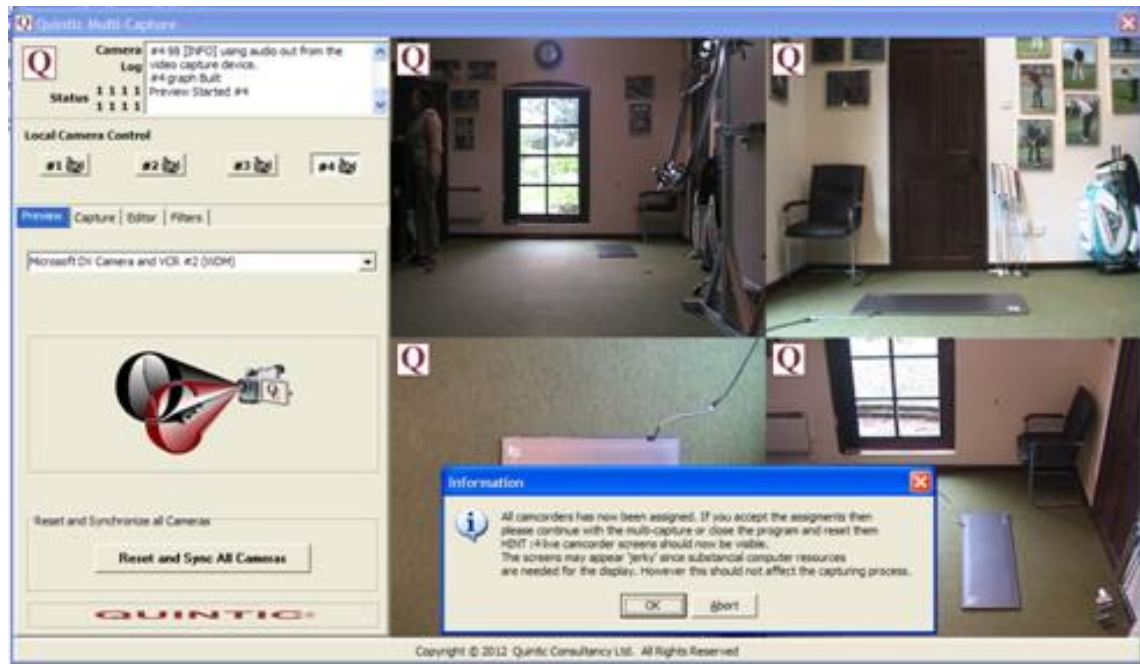 Quintic Multi-Capture
Camera
Log
#4 98 [INFO] using audio out from the
video capture device.
#4 graph Built
Preview Started #4
Status
1 1 1 1
1 1 1 1
Local Camera Control
#1
#2
#3
#4
Preview
Capture
Editor
Filters
Microsoft DV Camera and VCR #2 (WDM)
Reset and Synchronize all Cameras
Reset and Sync All Cameras
QUINTIC
Q
Q
Q
Q
Q
Information
All camcorders has now been assigned. If you accept the assigments then
please continue with the multi-capture or close the program and reset them
HINT :4 live camcorder screens should now be visible.
The screens may appear 'jerky' since substancial computer resources
are needed for the display. However this should not affect the capturing process.
OK
Abort
Copyright © 2012 Quintic Consultancy Ltd. All Rights Reserved